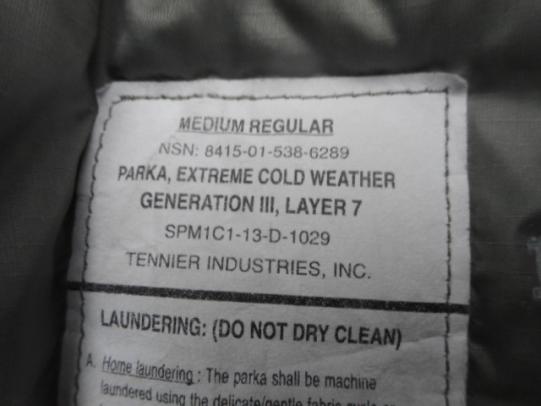 MEDIUM REGULAR
NSN: 8415-01-538-6289
PARKA, EXTREME COLD WEATHER
GENERATION III, LAYER 7
SPM1C1-13-D-1029
TENNIER INDUSTRIES, INC.
LAUNDERING: (DO NOT DRY CLEAN)
A. Home laundering : The parka shall be machine
laundered using the delicate/gentle fabric cycle